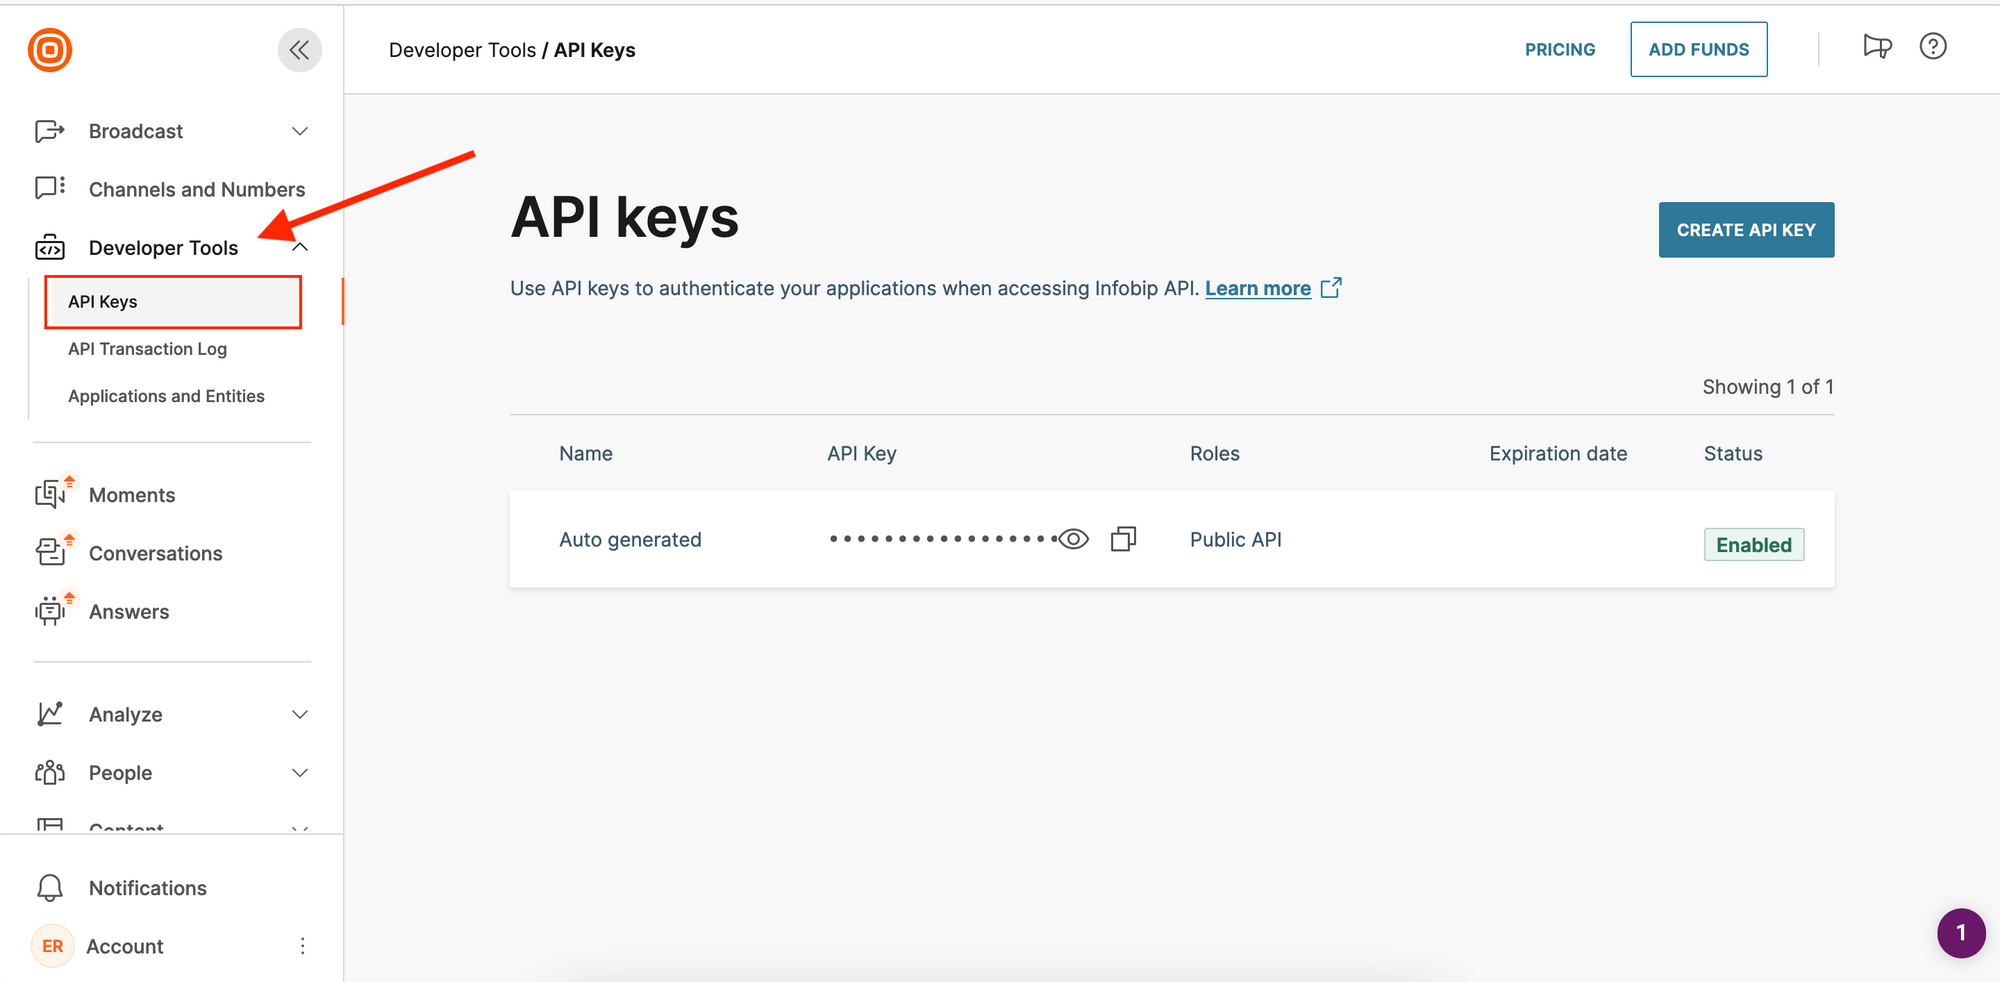 Developer Tools / API Keys
PRICING
ADD FUNDS
Broadcast
Channels and Numbers
Developer Tools
API Keys
API Transaction Log
Applications and Entities
Moments
Conversations
Answers
Analyze
People
Content
Notifications
ER
Account
API keys
CREATE API KEY
Use API keys to authenticate your applications when accessing Infobip API. Learn more
Showing 1 of 1
Name API Key Roles Expiration date Status
Auto generated ••••••••••••••••• Public API Enabled
1